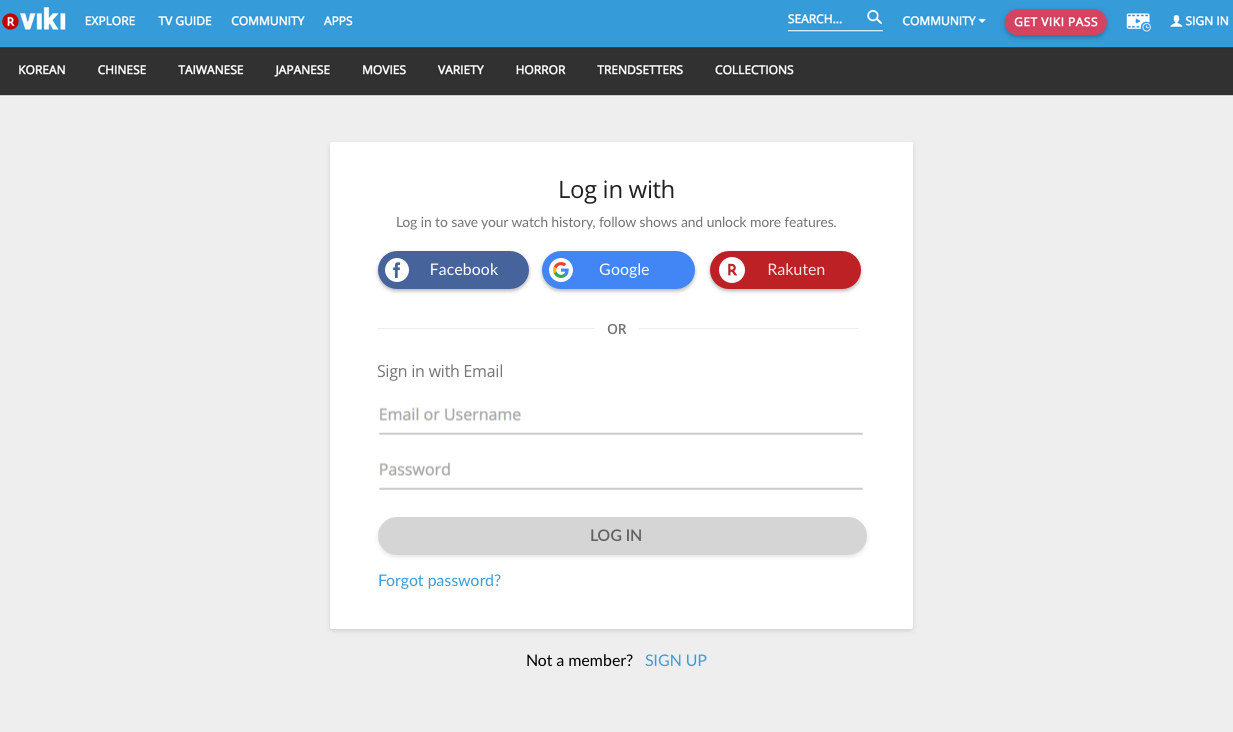 R viki EXPLORE TV GUIDE COMMUNITY APPS SEARCH... COMMUNITY GET VIKI PASS SIGN IN
KOREAN CHINESE TAIWANESE JAPANESE MOVIES VARIETY HORROR TRENDSETTERS COLLECTIONS
Log in with
Log in to save your watch history, follow shows and unlock more features.
f Facebook G Google R Rakuten
OR
Sign in with Email
Email or Username
Password
LOG IN
Forgot password?
Not a member? SIGN UP